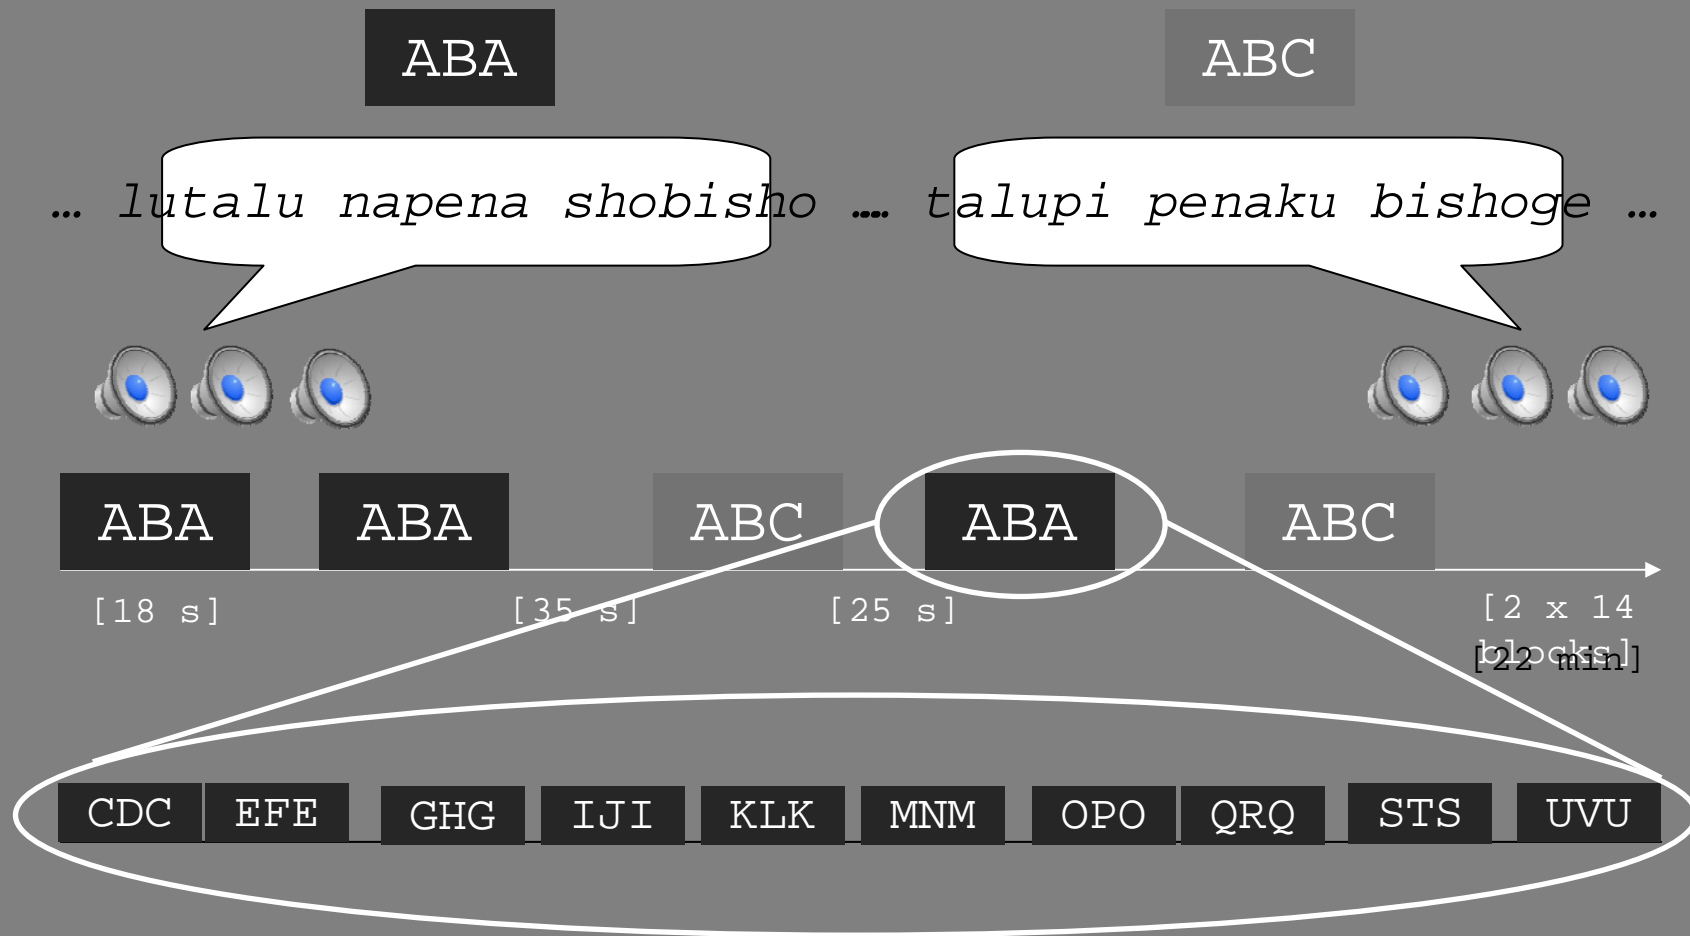 ABA ABC
… lutalu napena shobisho …
… talupi penaku bishoge …
ABA ABA ABC ABA ABC
[18 s] [35 s] [25 s] [2 x 14
blocks]
[22 min]
CDC EFE GHG IJI KLK MNM OPO QRQ STS UVU